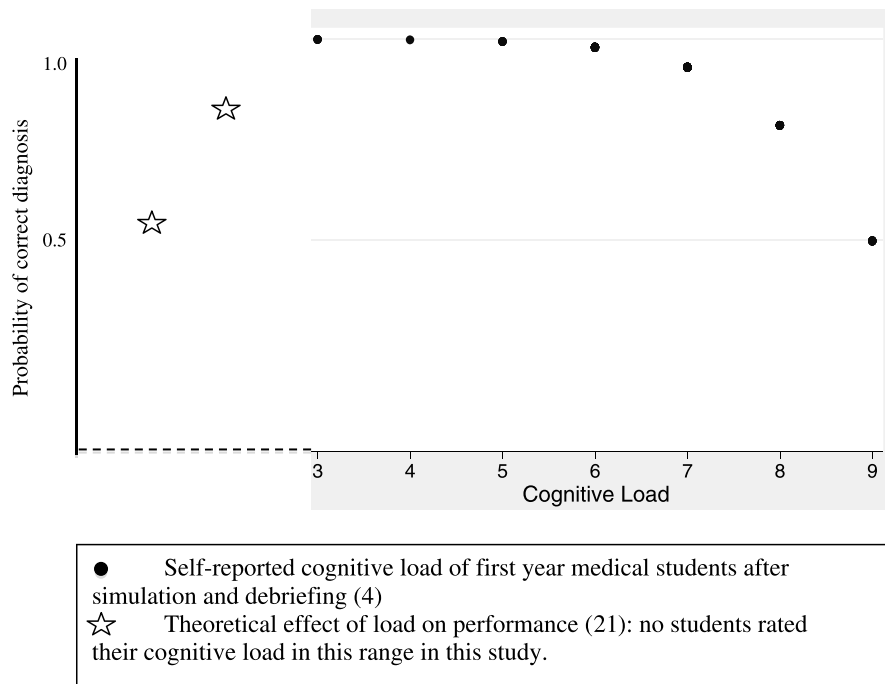 1.0
0.5
Probability of correct diagnosis
3 4 5 6 7 8 9
Cognitive Load
Self-reported cognitive load of first year medical students after
simulation and debriefing (4)
Theoretical effect of load on performance (21): no students rated
their cognitive load in this range in this study.